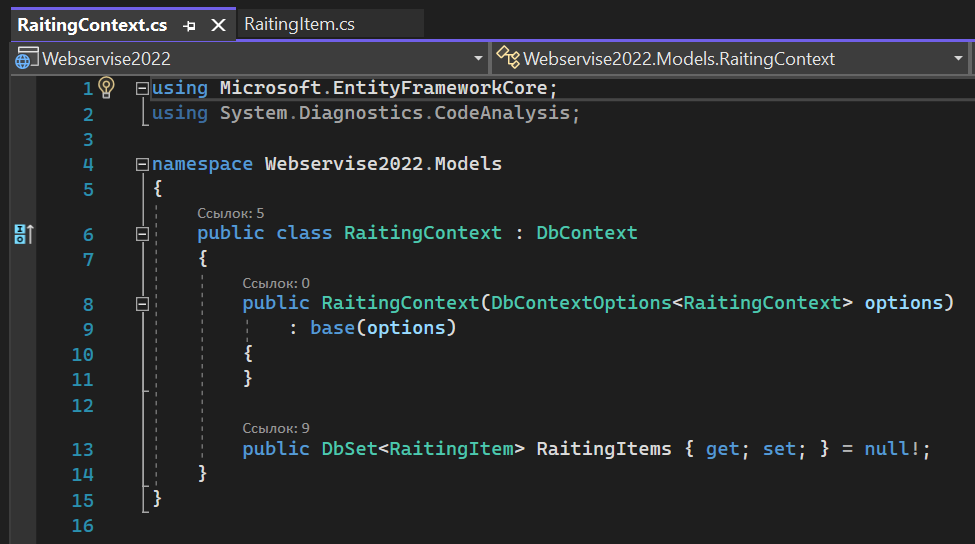 RaitingContext.cs
RaitingItem.cs
Webservise2022
Webservise2022.Models.RaitingContext
1 using Microsoft.EntityFrameworkCore;
2 using System.Diagnostics.CodeAnalysis;
3
4 namespace Webservise2022.Models
5 {
Ссылок: 5
6 public class RaitingContext : DbContext
7 {
Ссылок: 0
8 public RaitingContext(DbContextOptions<RaitingContext> options)
9 : base(options)
10 {
11 }
12
Ссылок: 9
13 public DbSet<RaitingItem> RaitingItems { get; set; } = null!;
14 }
15 }
16